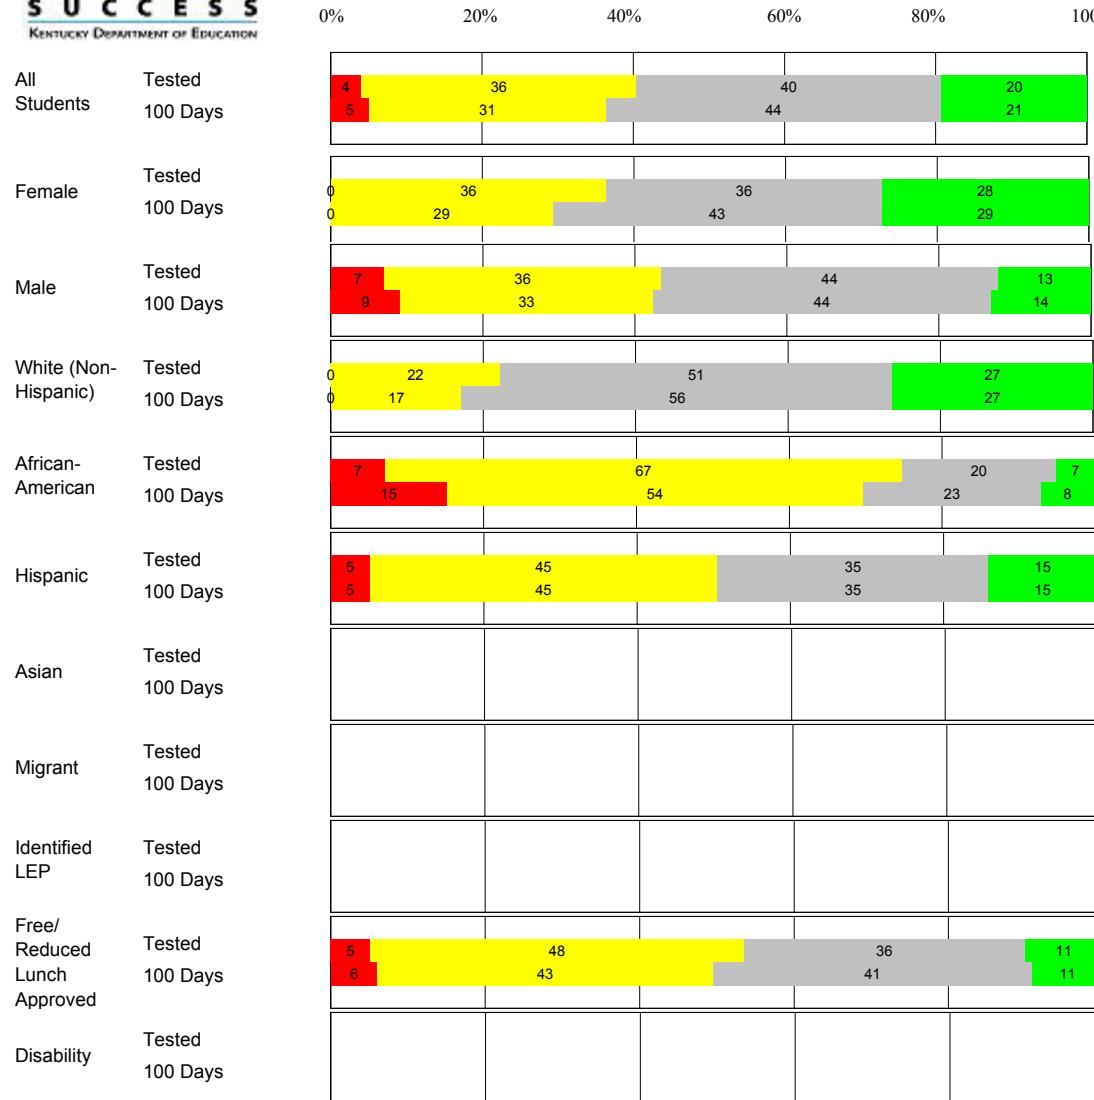 SUCCESS
KENTUCKY DEPARTMENT OF EDUCATION
0% 20% 40% 60% 80% 100
All
Students
Tested
4 36 40 20
100 Days
5 31 44 21
Female
Tested
0 36 36 28
100 Days
0 29 43 29
Male
Tested
7 36 44 13
100 Days
9 33 44 14
White (Non-
Hispanic)
Tested
0 22 51 27
100 Days
0 17 56 27
African-
American
Tested
7 67 20 7
100 Days
15 54 23 8
Hispanic
Tested
5 45 35 15
100 Days
5 45 35 15
Asian
Tested
100 Days
Migrant
Tested
100 Days
Identified
LEP
Tested
100 Days
Free/
Reduced
Lunch
Approved
Tested
5 48 36 11
100 Days
6 43 41 11
Disability
Tested
100 Days